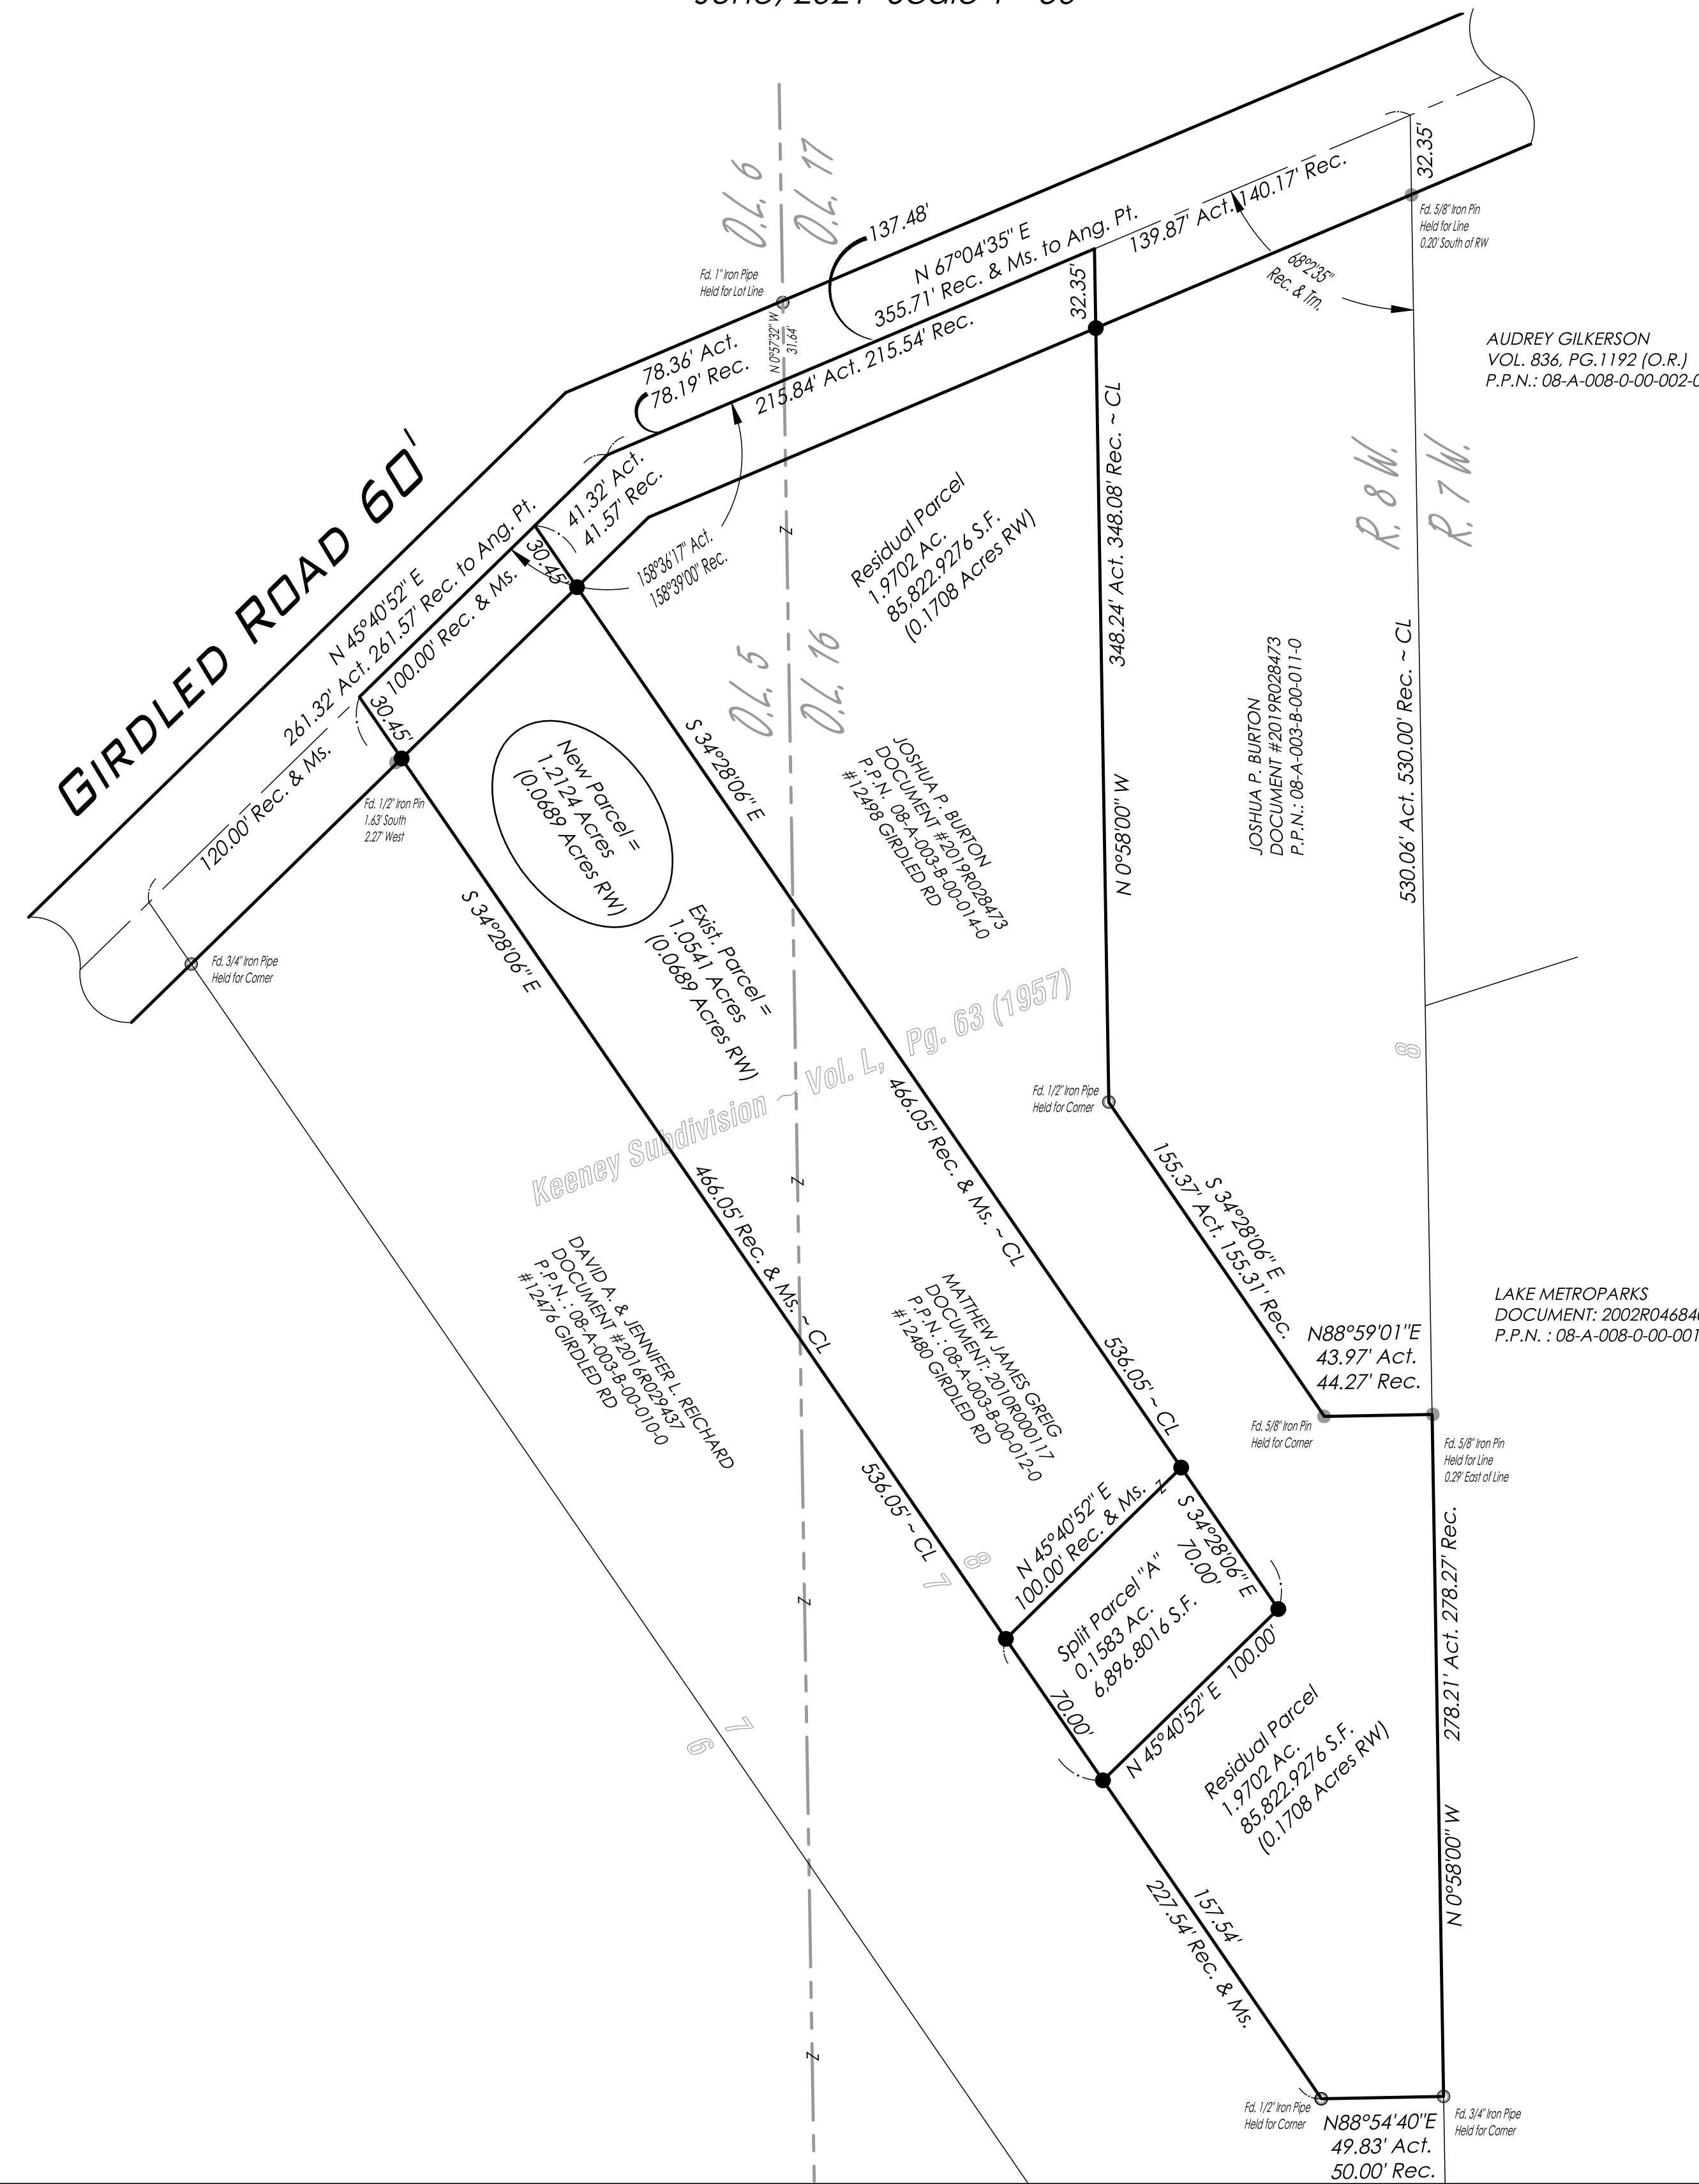 GIRDLED ROAD 60'
O.L. 6
O.L. 17
137.48'
Fd. 1" Iron Pipe
Held for Lot Line
N 0°57'32" W
31.64'
N 67°04'35" E
355.71' Rec. & Ms. to Ang. Pt.
139.87' Act. 140.17' Rec.
32.35'
Fd. 5/8" Iron Pin
Held for Line
0.20' South of RW
68°2'35"
Rec. & Trn.
32.35'
78.36' Act.
78.19' Rec.
215.84' Act. 215.54' Rec.
AUDREY GILKERSON
VOL. 836, PG.1192 (O.R.)
P.P.N.: 08-A-008-0-00-002-0
41.32' Act.
41.57' Rec.
158°36'17" Act.
158°39'00" Rec.
N 45°40'52" E
261.32' Act. 261.57' Rec. to Ang. Pt.
100.00' Rec. & Ms.
30.45'
30.45'
120.00' Rec. & Ms.
Fd. 1/2" Iron Pin
1.63' South
2.27' West
Fd. 3/4" Iron Pipe
Held for Corner
Residual Parcel
1.9702 Ac.
85,822.9276 S.F.
(0.1708 Acres RW)
R. 8 W.
R. 7 W.
O.L. 5
O.L. 16
348.24' Act. 348.08' Rec. ~ CL
N 0°58'00" W
530.06' Act. 530.00' Rec. ~ CL
JOSHUA P. BURTON
DOCUMENT #2019R028473
P.P.N.: 08-A-003-B-00-011-0
New Parcel =
1.2124 Acres
(0.0689 Acres RW)
Exist. Parcel =
1.0541 Acres
(0.0689 Acres RW)
S 34°28'06" E
S 34°28'06" E
JOSHUA P. BURTON
DOCUMENT #2019R028473
P.P.N. 08-A-003-B-00-014-0
#12498 GIRDLED RD
Keeney Subdivision ~ Vol. L, Pg. 63 (1957)
8
Fd. 1/2" Iron Pipe
Held for Corner
466.05' Rec. & Ms. ~ CL
466.05' Rec. & Ms. ~ CL
S 34°28'06" E
155.37' Act. 155.31' Rec.
DAVID A. & JENNIFER L. REICHARD
DOCUMENT #2016R029437
P.P.N. : 08-A-003-B-00-010-0
#12476 GIRDLED RD
MATTHEW JAMES GREIG
DOCUMENT: 2010R000117
P.P.N. : 08-A-003-B-00-012-0
#12480 GIRDLED RD
536.05' ~ CL
536.05' ~ CL
N88°59'01"E
43.97' Act.
44.27' Rec.
LAKE METROPARKS
P.P.N. : 08-A-008-0-00-001
Fd. 5/8" Iron Pin
Held for Corner
Fd. 5/8" Iron Pin
Held for Line
0.29' East of Line
N 45°40'52" E
100.00' Rec. & Ms.
S 34°28'06" E
70.00'
8
7
Split Parcel "A"
0.1583 Ac.
6,896.8016 S.F.
70.00'
N 45°40'52" E 100.00'
278.21' Act. 278.27' Rec.
N 0°58'00" W
Residual Parcel
1.9702 Ac.
85,822.9276 S.F.
(0.1708 Acres RW)
7
6
157.54'
227.54' Rec. & Ms.
Fd. 1/2" Iron Pipe
Held for Corner
N88°54'40"E
49.83' Act.
50.00' Rec.
Fd. 3/4" Iron Pipe
Held for Corner
Z
Z
Z
Z
Z